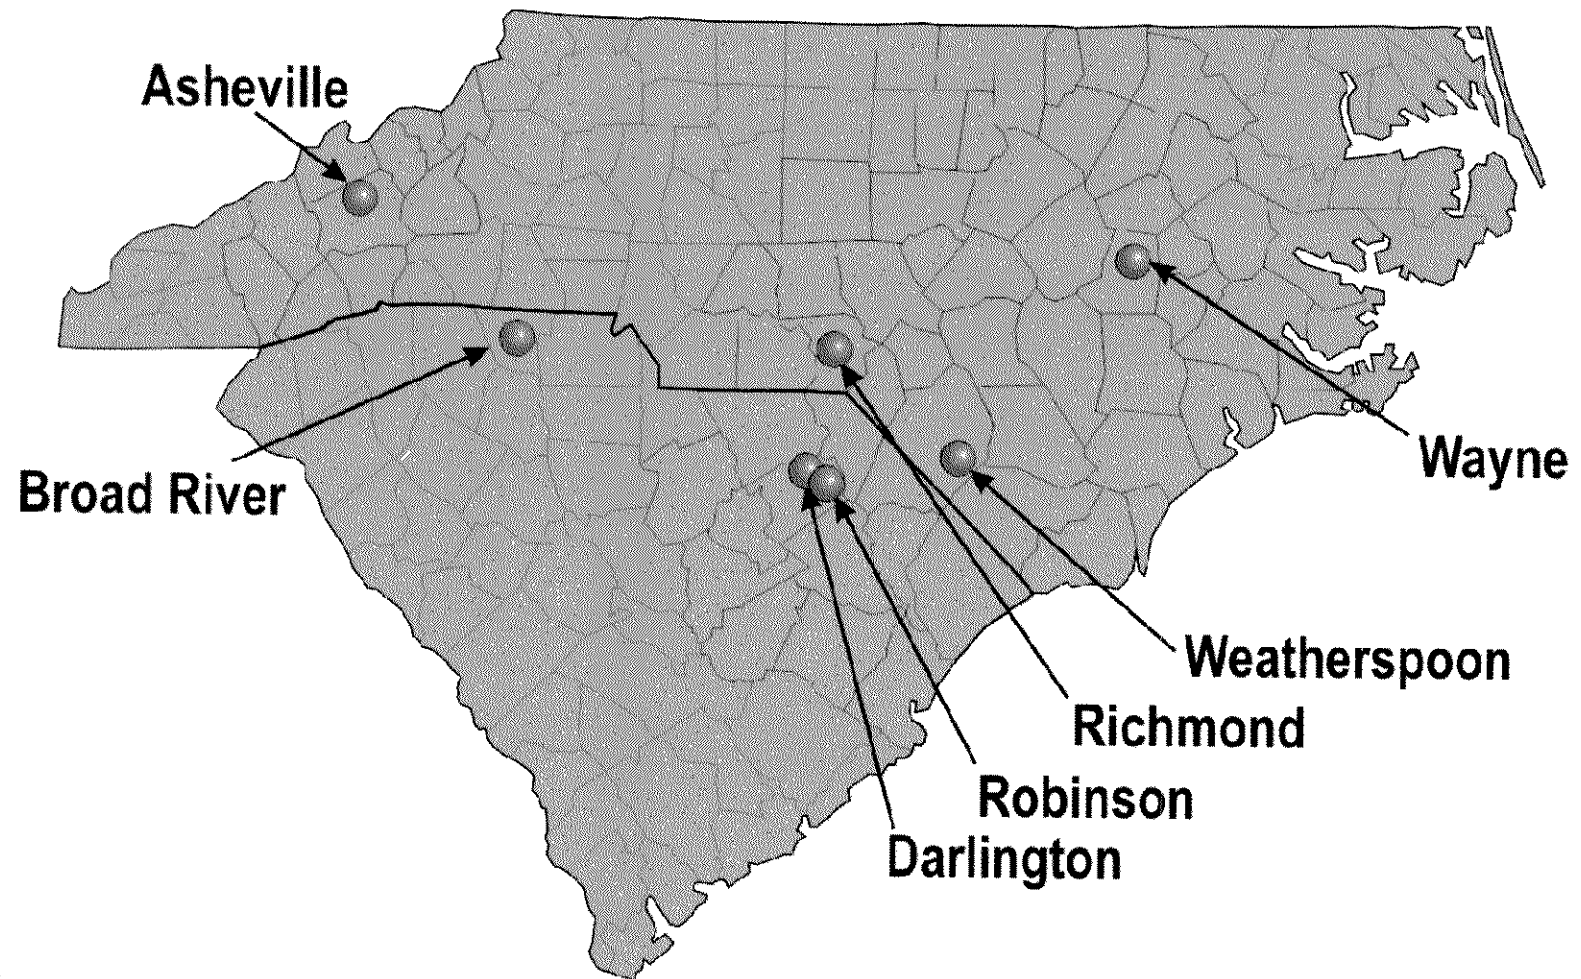 Asheville
Wayne
Broad River
Weatherspoon
Richmond
Robinson
Darlington